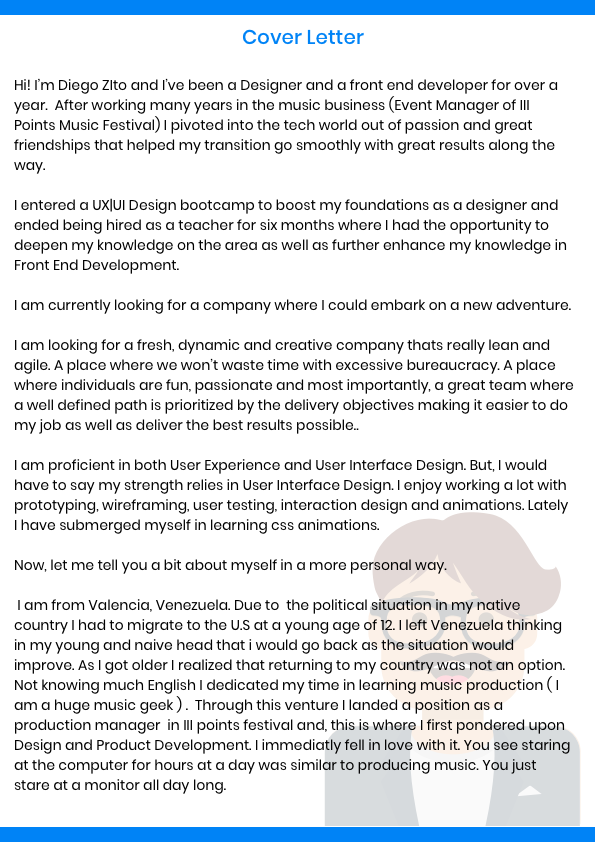 Cover Letter
Hi! I'm Diego ZIto and I've been a Designer and a front end developer for over a
year.  After working many years in the music business (Event Manager of III
Points Music Festival) I pivoted into the tech world out of passion and great
friendships that helped my transition go smoothly with great results along the
way.
I entered a UX|UI Design bootcamp to boost my foundations as a designer and
ended being hired as a teacher for six months where I had the opportunity to
deepen my knowledge on the area as well as further enhance my knowledge in
Front End Development.
I am currently looking for a company where I could embark on a new adventure.
I am looking for a fresh, dynamic and creative company thats really lean and
agile. A place where we won't waste time with excessive bureaucracy. A place
where individuals are fun, passionate and most importantly, a great team where
a well defined path is prioritized by the delivery objectives making it easier to do
my job as well as deliver the best results possible..
I am proficient in both User Experience and User Interface Design. But, I would
have to say my strength relies in User Interface Design. I enjoy working a lot with
prototyping, wireframing, user testing, interaction design and animations. Lately
I have submerged myself in learning css animations.
Now, let me tell you a bit about myself in a more personal way.
I am from Valencia, Venezuela. Due to  the political situation in my native
country I had to migrate to the U.S at a young age of 12. I left Venezuela thinking
in my young and naive head that i would go back as the situation would
improve. As I got older I realized that returning to my country was not an option.
Not knowing much English I dedicated my time in learning music production ( I
am a huge music geek ) .  Through this venture I landed a position as a
production manager  in III points festival and, this is where I first pondered upon
Design and Product Development. I immediatly fell in love with it. You see staring
at the computer for hours at a day was similar to producing music. You just
stare at a monitor all day long.